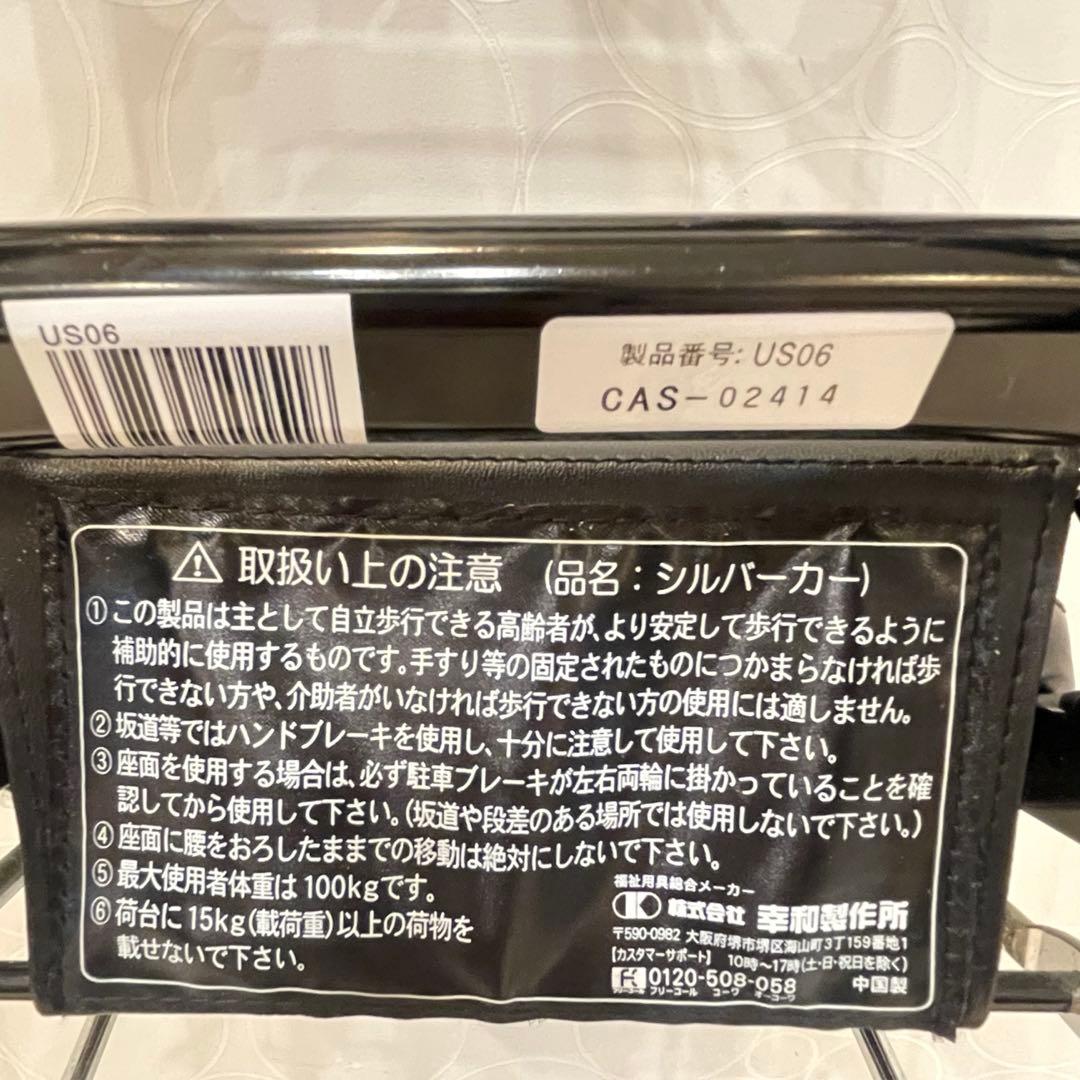 US06
製品番号: US06
CAS-02414
⚠取扱い上の注意 (品名:シルバーカー)
①この製品は主として自立歩行できる高齢者が、より安定して歩行できるように
補助的に使用するものです。手すり等の固定されたものにつかまらなければ歩
行できない方や、介助者がいなければ歩行できない方の使用には適しません。
②坂道等ではハンドブレーキを使用し、十分に注意して使用して下さい。
③座面を使用する場合は、必ず駐車ブレーキが左右両輪に掛かっていることを確
認してから使用して下さい。(坂道や段差のある場所では使用しないで下さい。)
④座面に腰をおろしたままでの移動は絶対にしないで下さい。
⑤最大使用者体重は100kgです。
⑥荷台に15kg(載荷重)以上の荷物を
載せないで下さい。
福祉用具総合メーカー
株式会社 幸和製作所
〒590-0982 大阪府堺市堺区海山町3丁159番地1
【カスタマーサポート】 10時〜17時(土・日・祝日を除く)
0120-508-058 中国製
フリーコール フリーコール コーワ オーコーワ